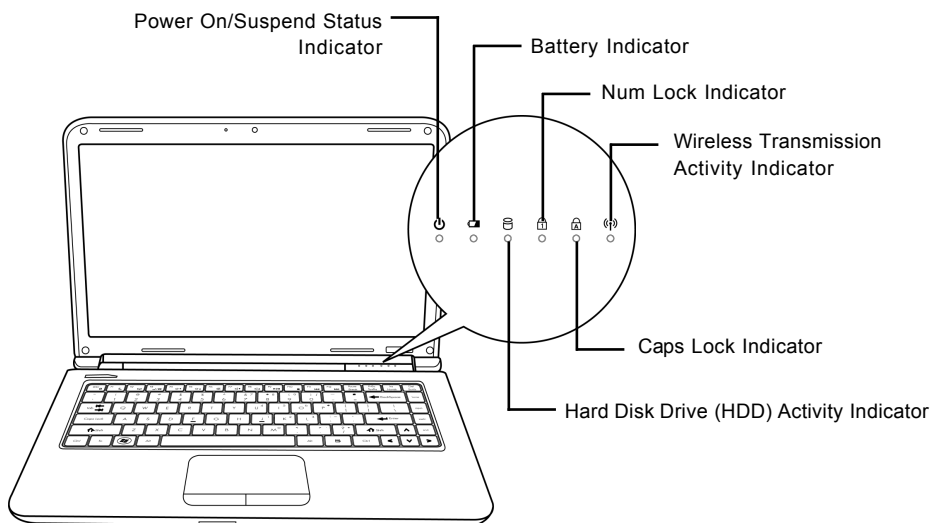 Power On/Suspend Status
Indicator
Battery Indicator
Num Lock Indicator
Wireless Transmission
Activity Indicator
1
A
Caps Lock Indicator
Hard Disk Drive (HDD) Activity Indicator